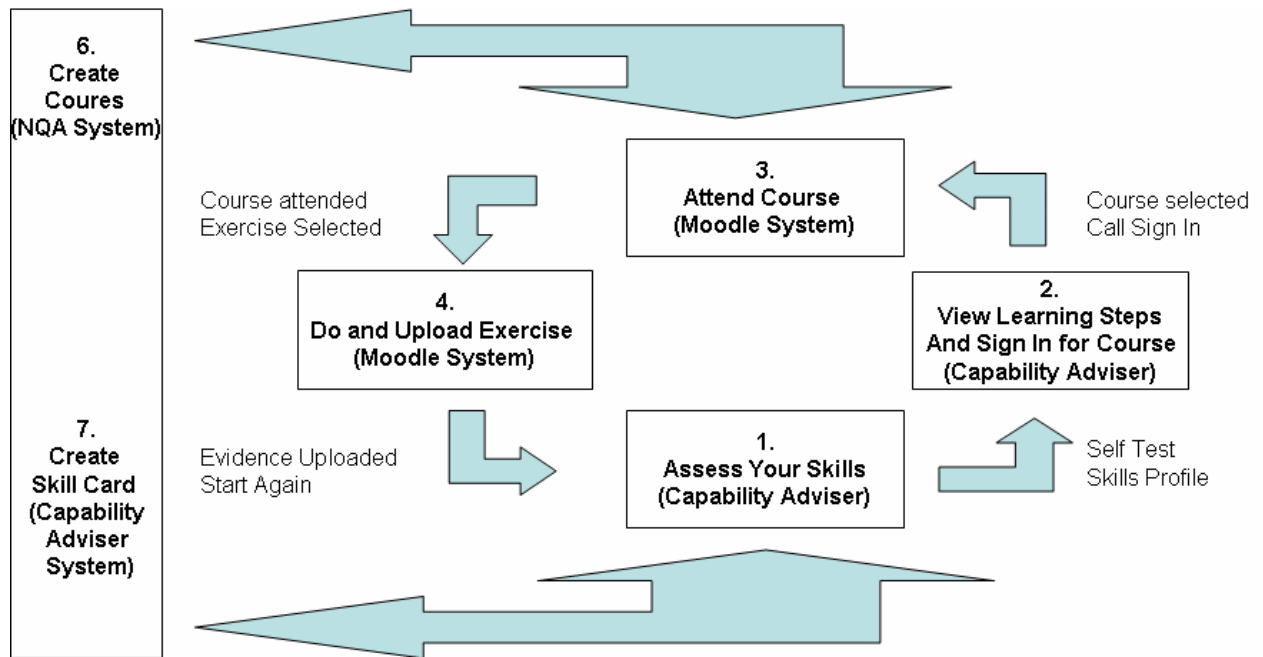 6.
Create
Coures
(NQA System)
7.
Create
Skill Card
(Capability
Adviser
System)
3.
Attend Course
(Moodle System)
Course attended
Exercise Selected
Course selected
Call Sign In
4.
Do and Upload Exercise
(Moodle System)
2.
View Learning Steps
And Sign In for Course
(Capability Adviser)
Evidence Uploaded
Start Again
1.
Assess Your Skills
(Capability Adviser)
Self Test
Skills Profile